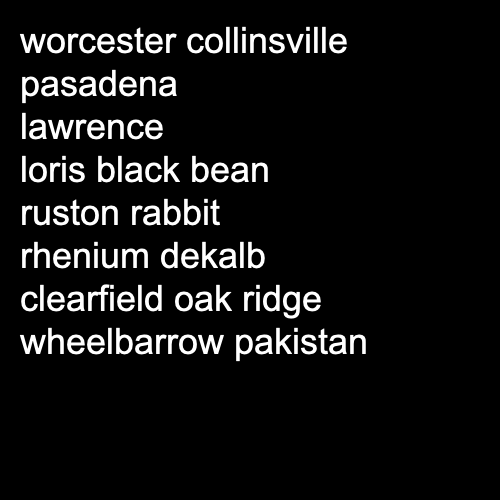 worcester collinsville
pasadena
lawrence
loris black bean
ruston rabbit
rhenium dekalb
clearfield oak ridge
wheelbarrow pakistan